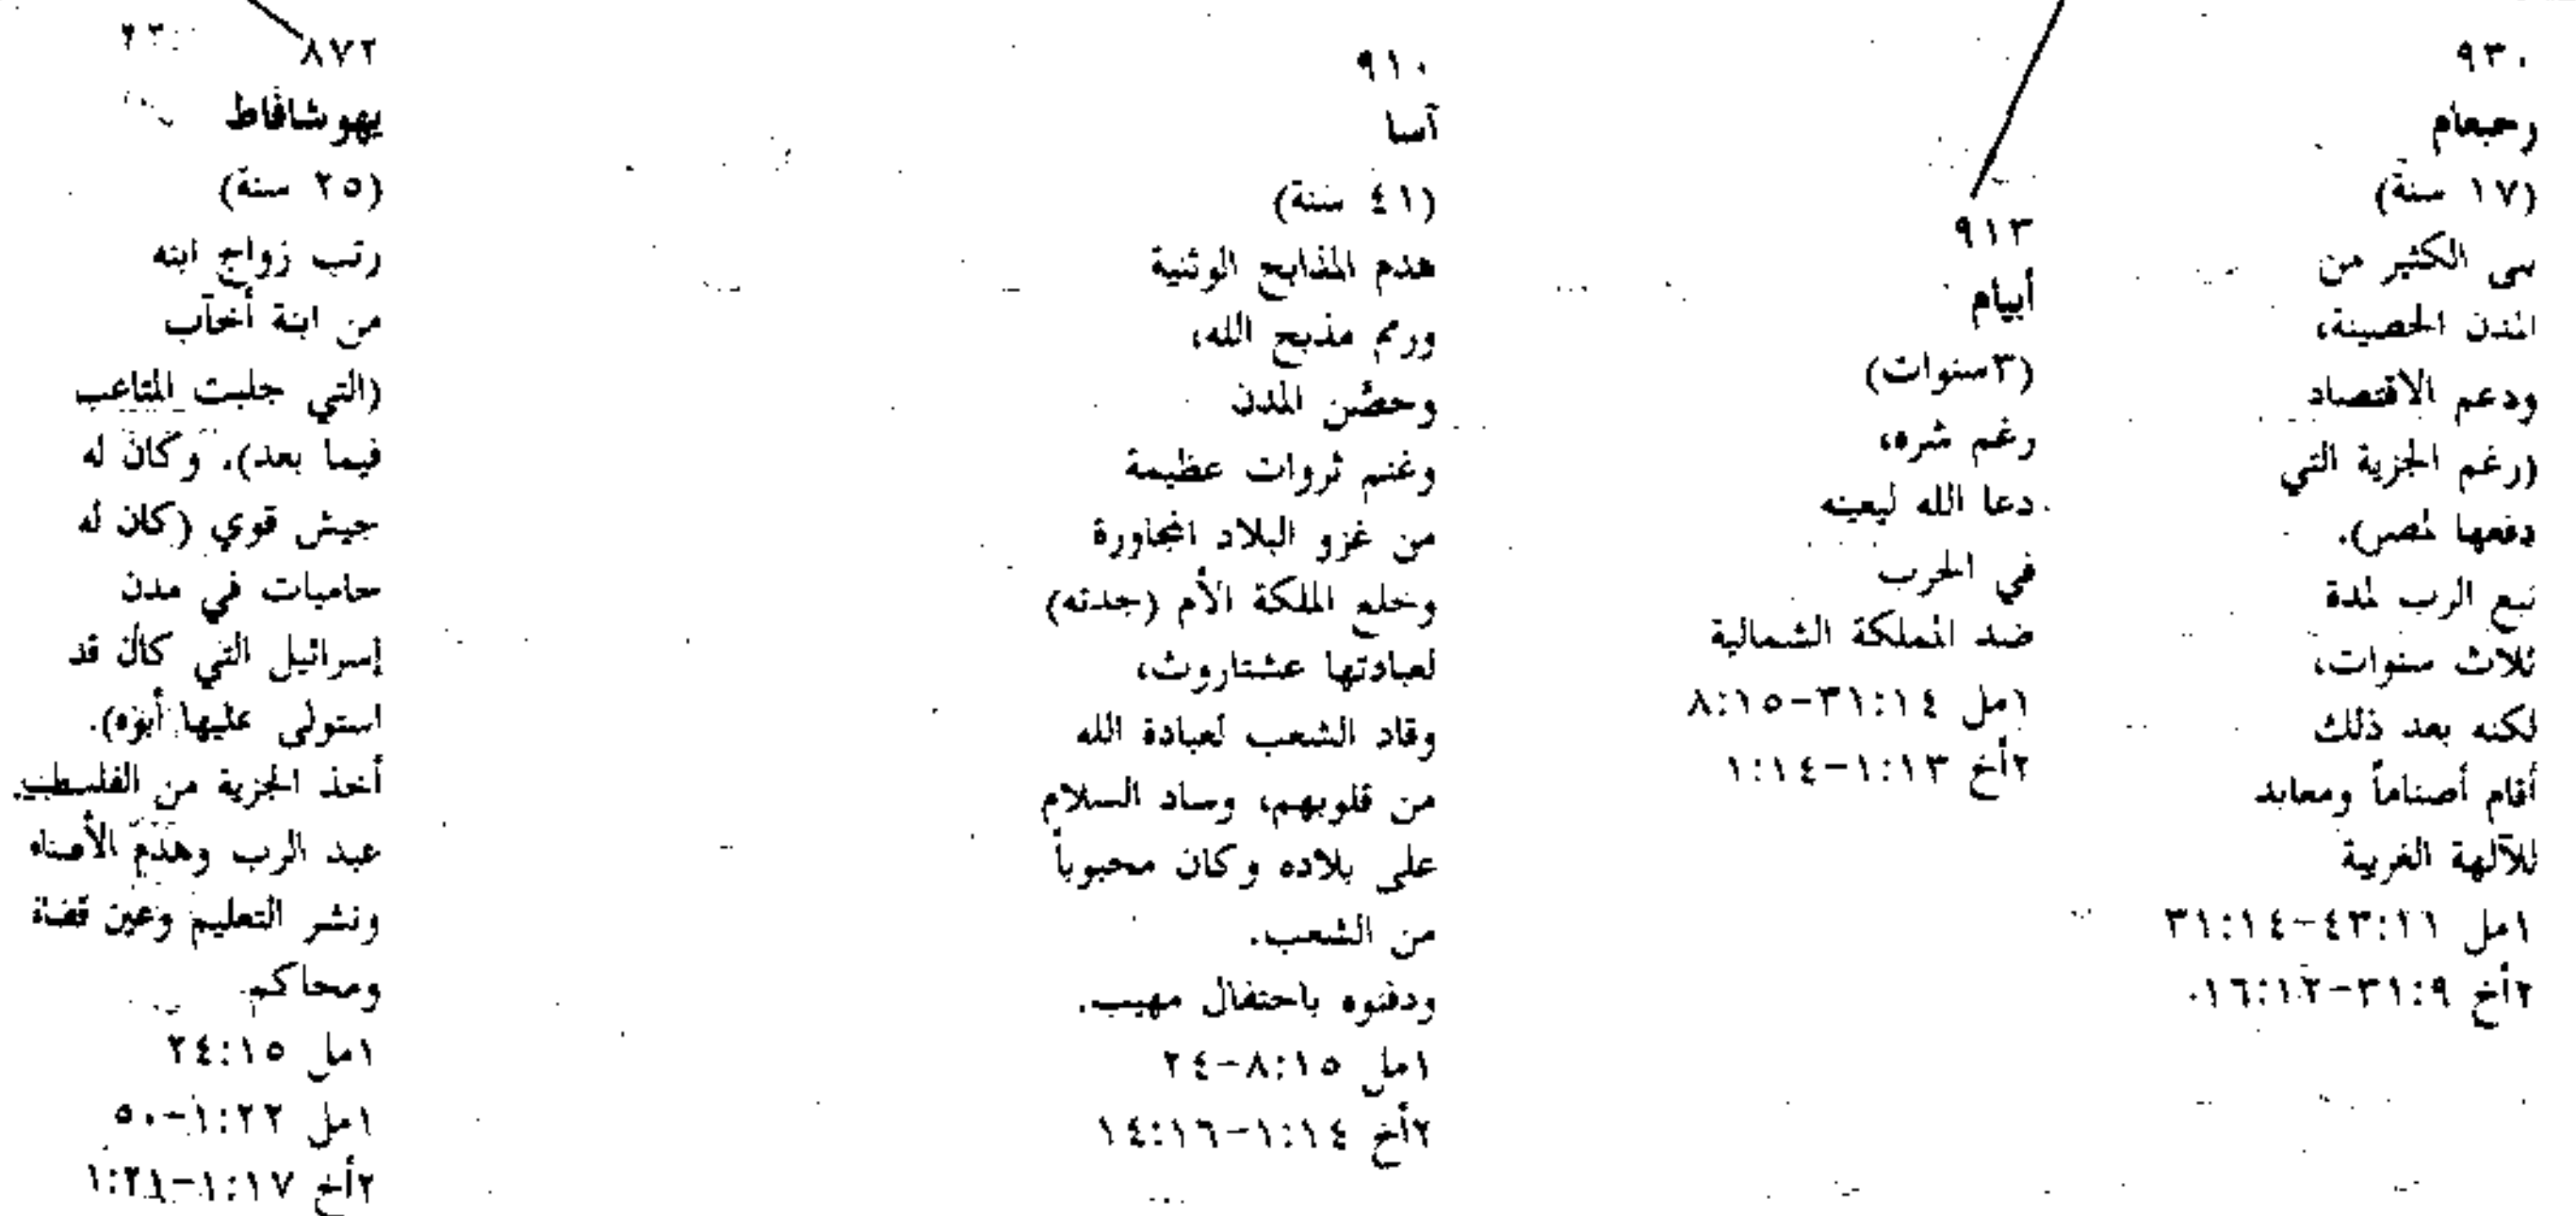 ٩٣٠
رحبعام
(١٧ سنة)
بنى الكثير من
المدن الحصينة،
ودعم الاقتصاد
(رغم الجزية التي
دفعها لمصر).
تبع الرب لمدة
ثلاث سنوات،
لكنه بعد ذلك
أقام أصناماً ومعابد
للآلهة الغريبة
١مل ٤٣:١١-٣١:١٤
٢أخ ٣١:٩-١٦:١٢.
٩١٣
أبيام
(٣سنوات)
رغم شره،
دعا الله ليعينه
في الحرب
ضد المملكة الشمالية
١مل ٣١:١٤-٨:١٥
٢أخ ١:١٣-١:١٤
٩١٠
آسا
(٤١ سنة)
هدم المذابح الوثنية
ورمم مذبح الله،
وحصَّن المدن
وغنم ثروات عظيمة
من غزو البلاد المجاورة
وخلع الملكة الأم (جدته)
لعبادتها عشتاروث،
وقاد الشعب لعبادة الله
من قلوبهم، وساد السلام
على بلاده وكان محبوباً
من الشعب.
ودفنوه باحتفال مهيب.
١مل ٨:١٥-٢٤
٢أخ ١:١٤-١٤:١٦
٨٧٢
يهوشافاط
(٢٥ سنة)
رتب زواج ابنه
من ابنة أخآب
(التي جلبت المتاعب
فيما بعد). وكان له
جيش قوي (كان له
حاميات في مدن
إسرائيل التي كان قد
استولى عليها أبوه).
أخذ الجزية من الفلسطيـ
عبد الرب وهدم الأصنا
ونشر التعليم وعين قضاة
ومحاكم
١مل ٢٤:١٥
١مل ١:٢٢-٥٠
٢أخ ١:١٧-١:٢١